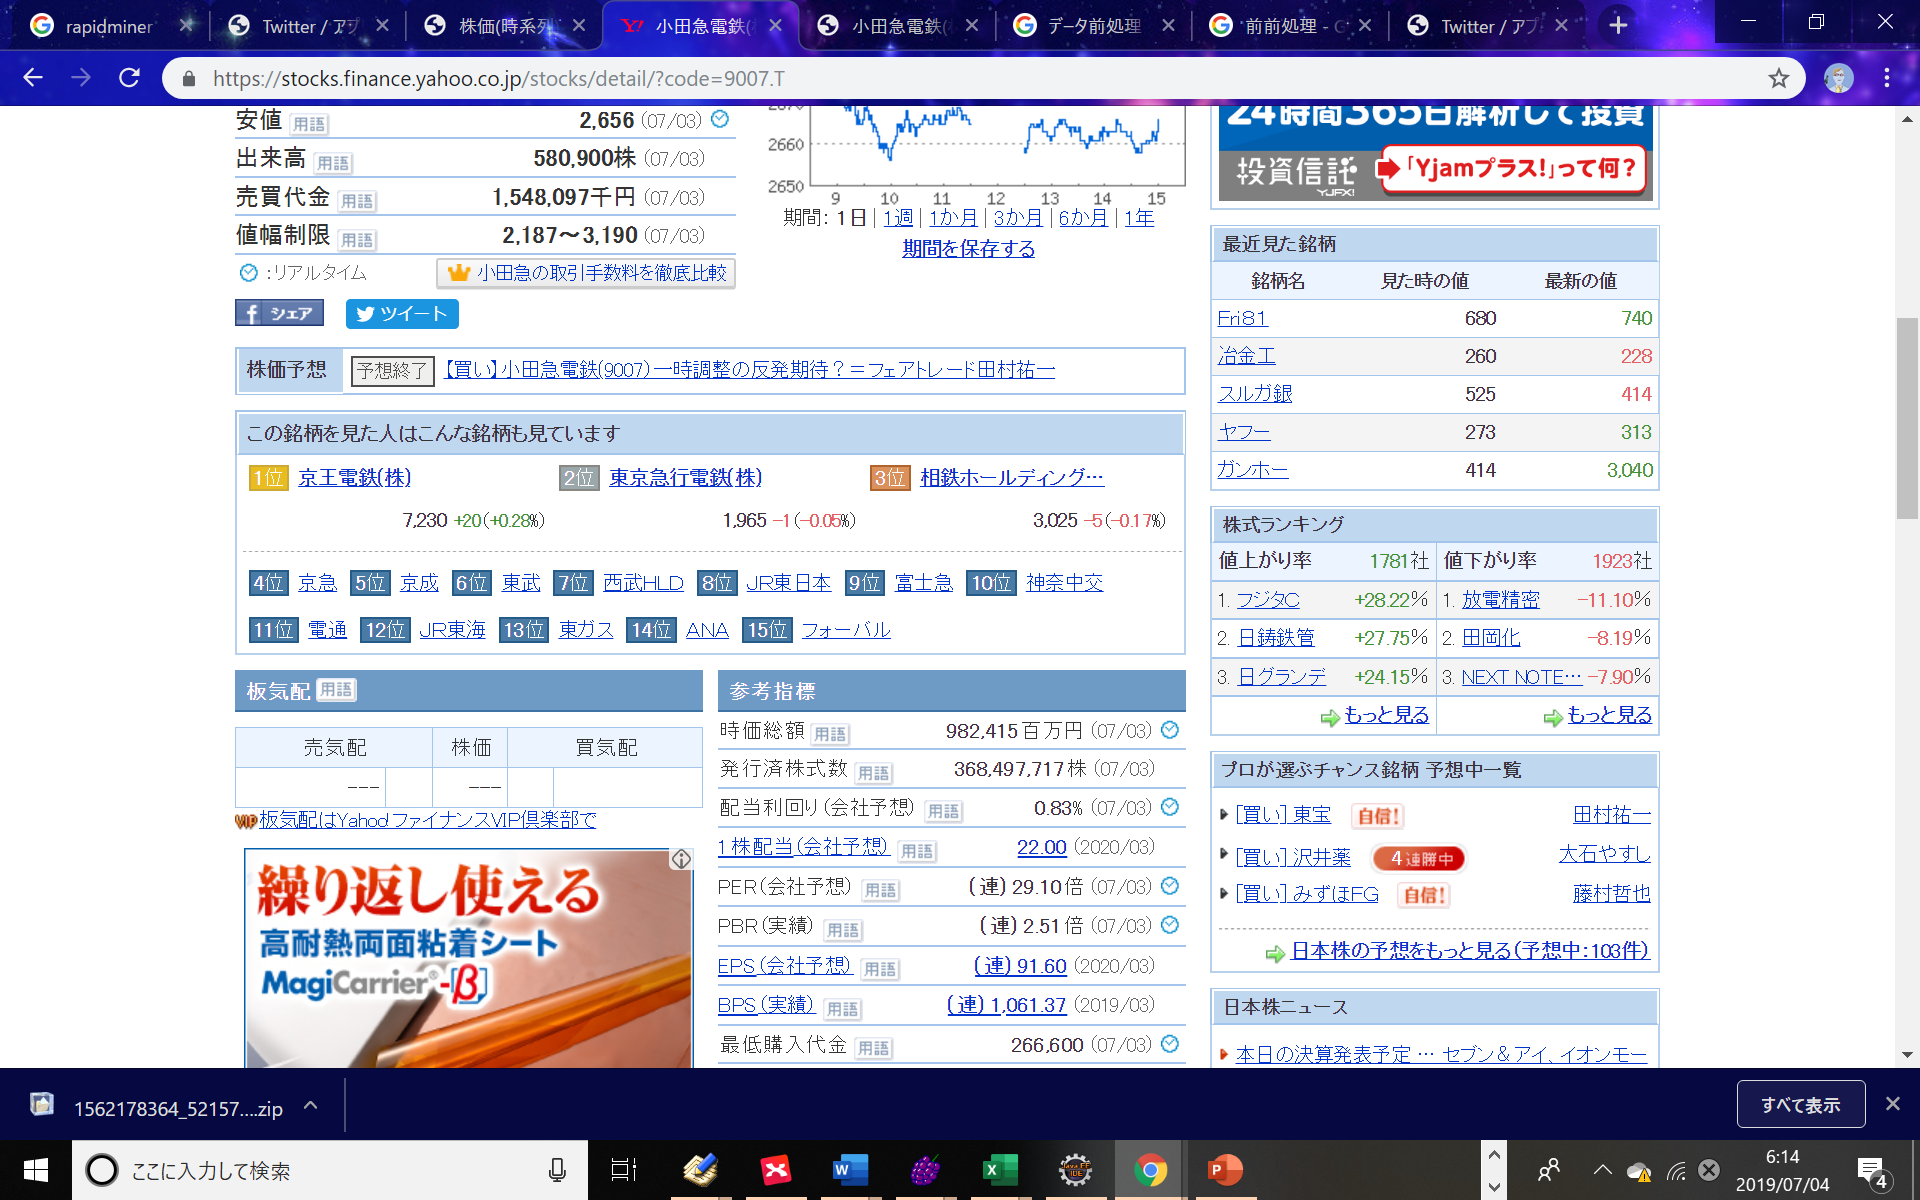 rapidminer
Twitter / アプ
株価(時系列
小田急電鉄(
小田急電鉄(
データ前処理
前前処理 - G
Twitter / アプ
https://stocks.finance.yahoo.co.jp/stocks/detail/?code=9007.T
安値 用語 2,656 (07/03)
出来高 用語 580,900株 (07/03)
売買代金 用語 1,548,097千円 (07/03)
値幅制限 用語 2,187〜3,190 (07/03)
:リアルタイム
小田急の取引手数料を徹底比較
シェア
ツイート
2660
2650
9 10 11 12 13 14 15
期間: 1日 | 1週 | 1か月 | 3か月 | 6か月 | 1年
期間を保存する
株価予想 予想終了 【買い】小田急電鉄(9007)一時調整の反発期待?=フェアトレード田村祐一
この銘柄を見た人はこんな銘柄も見ています
1位 京王電鉄(株) 2位 東京急行電鉄(株) 3位 相鉄ホールディング…
7,230 +20(+0.28%) 1,965 -1(-0.05%) 3,025 -5(-0.17%)
4位 京急 5位 京成 6位 東武 7位 西武HLD 8位 JR東日本 9位 富士急 10位 神奈中交
11位 電通 12位 JR東海 13位 東ガス 14位 ANA 15位 フォーバル
板気配 用語
売気配 株価 買気配
--- ---
VIP 板気配はYahoo!ファイナンスVIP倶楽部で
繰り返し使える
高耐熱両面粘着シート
MagiCarrier®-[β]
参考指標
時価総額 用語 982,415百万円 (07/03)
発行済株式数 用語 368,497,717株 (07/03)
配当利回り(会社予想) 用語 0.83% (07/03)
1株配当(会社予想) 用語 22.00 (2020/03)
PER(会社予想) 用語 (連) 29.10倍 (07/03)
PBR(実績) 用語 (連) 2.51倍 (07/03)
EPS(会社予想) 用語 (連) 91.60 (2020/03)
BPS(実績) 用語 (連) 1,061.37 (2019/03)
最低購入代金 用語 266,600 (07/03)
24時間365日解析して投資
投資信託 YJFX!
「Yjamプラス!」って何?
最近見た銘柄
銘柄名 見た時の値 最新の値
Fri81 680 740
冶金工 260 228
スルガ銀 525 414
ヤフー 273 313
ガンホー 414 3,040
株式ランキング
値上がり率 1781社 値下がり率 1923社
1. フジタC +28.22% 1. 放電精密 -11.10%
2. 日鋳鉄管 +27.75% 2. 田岡化 -8.19%
3. 日グランデ +24.15% 3. NEXT NOTE… -7.90%
もっと見る もっと見る
プロが選ぶチャンス銘柄 予想中一覧
[買い] 東宝 自信! 田村祐一
[買い] 沢井薬 4連勝中 大石やすし
[買い] みずほFG 自信! 藤村哲也
日本株の予想をもっと見る(予想中:103件)
日本株ニュース
本日の決算発表予定 … セブン&アイ、イオンモー
1562178364_52157....zip
すべて表示
ここに入力して検索
6:14
2019/07/04
4